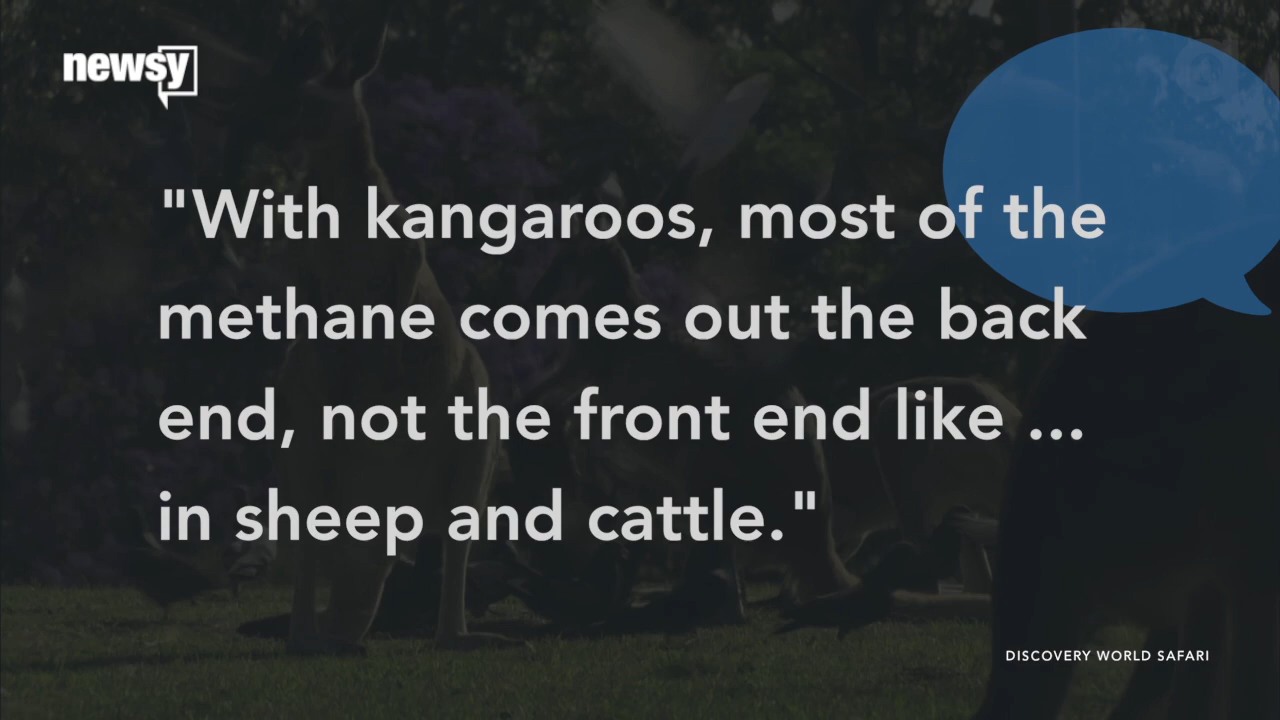 newsy
"With kangaroos, most of the
methane comes out the back
end, not the front end like ...
in sheep and cattle."
DISCOVERY WORLD SAFARI